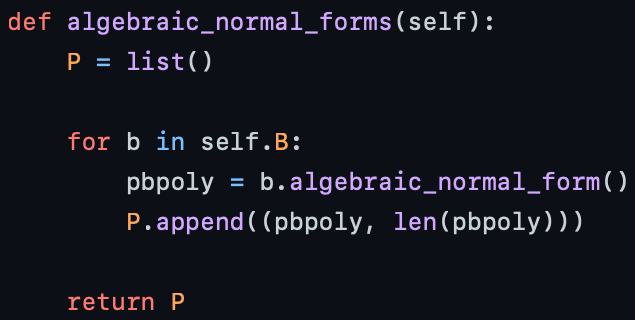 def algebraic_normal_forms(self):
    P = list()

    for b in self.B:
        pbpoly = b.algebraic_normal_form()
        P.append((pbpoly, len(pbpoly)))

    return P